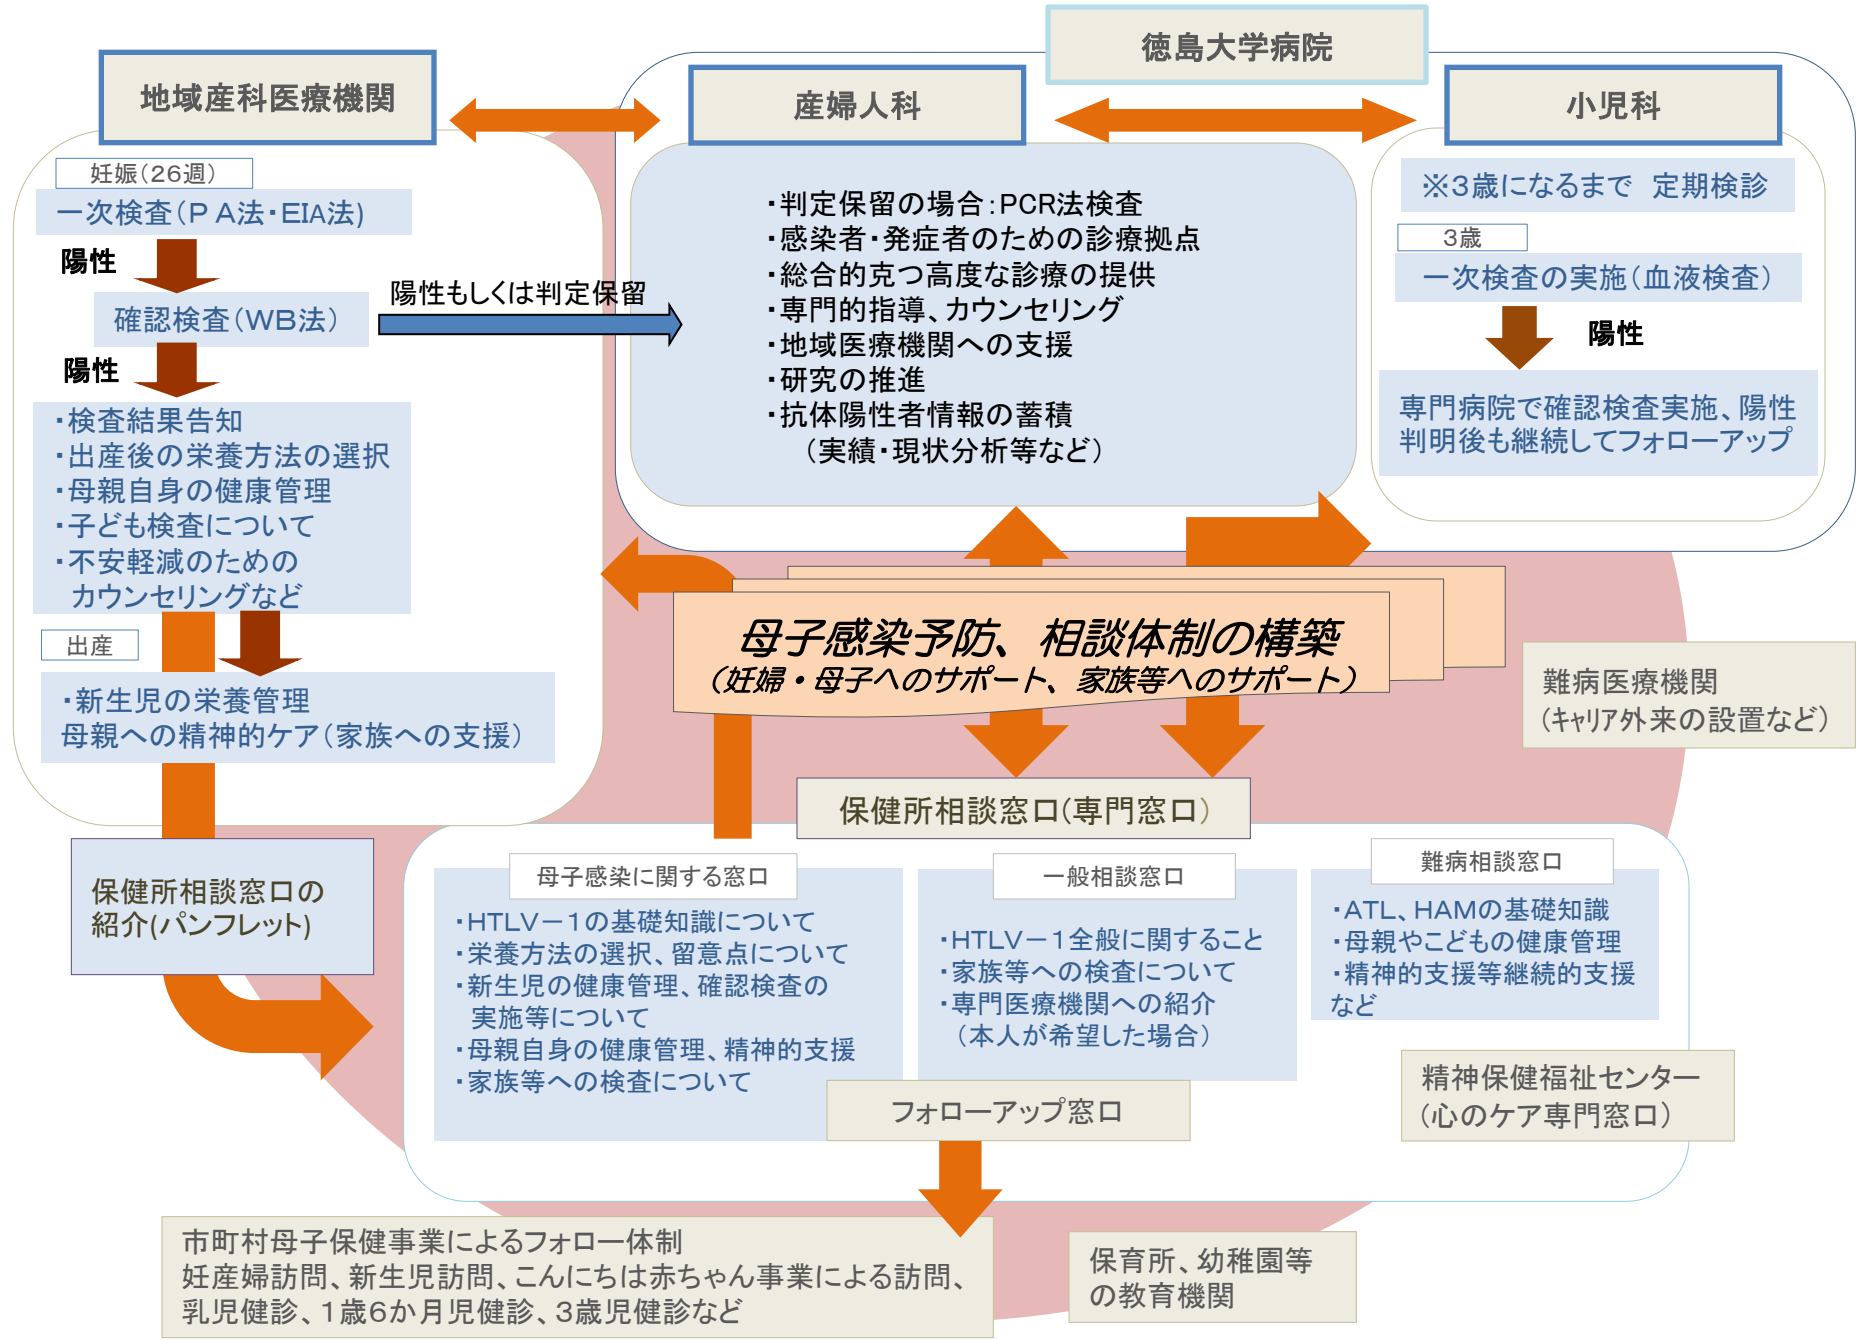 徳島大学病院
地域産科医療機関
産婦人科
小児科
妊娠（26週）
一次検査（ＰＡ法・EIA法）
陽性
確認検査（ＷＢ法）
陽性もしくは判定保留
陽性
・検査結果告知
・出産後の栄養方法の選択
・母親自身の健康管理
・子ども検査について
・不安軽減のための
カウンセリングなど
出産
・新生児の栄養管理
母親への精神的ケア（家族への支援）
・判定保留の場合：PCR法検査
・感染者・発症者のための診療拠点
・総合的克つ高度な診療の提供
・専門的指導、カウンセリング
・地域医療機関への支援
・研究の推進
・抗体陽性者情報の蓄積
（実績・現状分析等など）
※３歳になるまで　定期検診
３歳
一次検査の実施（血液検査）
陽性
専門病院で確認検査実施、陽性
判明後も継続してフォローアップ
母子感染予防、相談体制の構築
（妊婦・母子へのサポート、家族等へのサポート）
難病医療機関
（キャリア外来の設置など）
保健所相談窓口（専門窓口）
保健所相談窓口の
紹介(パンフレット)
母子感染に関する窓口
・HTLV－１の基礎知識について
・栄養方法の選択、留意点について
・新生児の健康管理、確認検査の
実施等について
・母親自身の健康管理、精神的支援
・家族等への検査について
一般相談窓口
・HTLV－１全般に関すること
・家族等への検査について
・専門医療機関への紹介
（本人が希望した場合）
難病相談窓口
・ATL、HAMの基礎知識
・母親やこどもの健康管理
・精神的支援等継続的支援
など
フォローアップ窓口
精神保健福祉センター
（心のケア専門窓口）
市町村母子保健事業によるフォロー体制
妊産婦訪問、新生児訪問、こんにちは赤ちゃん事業による訪問、
乳児健診、１歳６か月児健診、３歳児健診など
保育所、幼稚園等
の教育機関